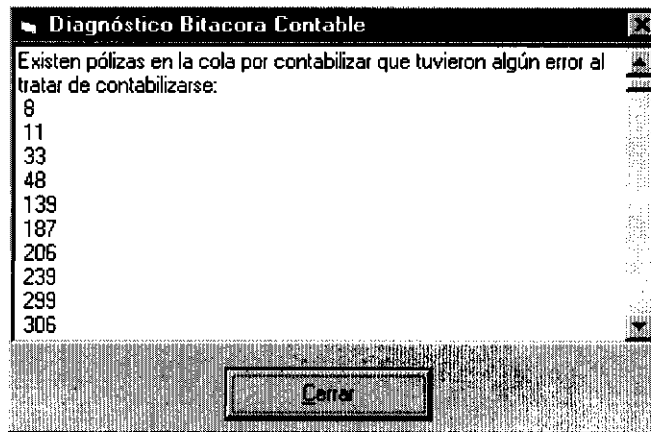 Diagnóstico Bitacora Contable
Existen pólizas en la cola por contabilizar que tuvieron algún error al
tratar de contabilizarse:
8
11
33
48
139
187
206
239
299
306
Cerrar